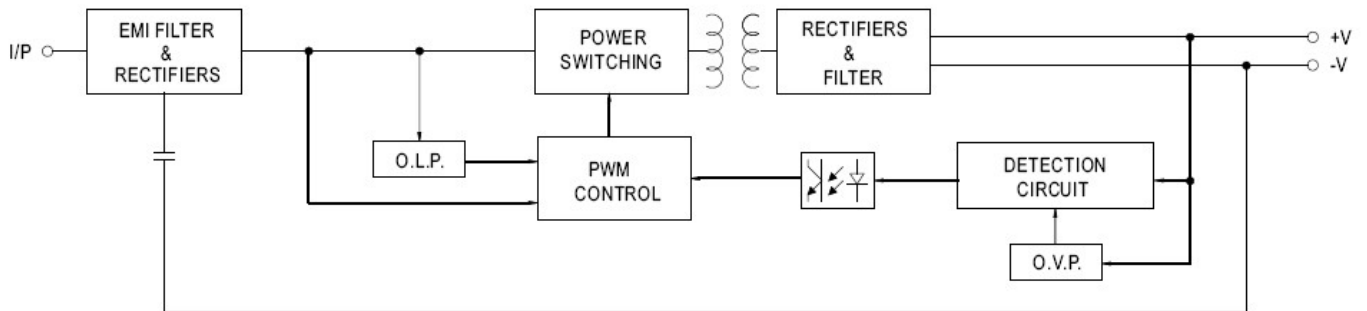 I/P
EMI FILTER
&
RECTIFIERS
POWER
SWITCHING
RECTIFIERS
&
FILTER
+V
-V
O.L.P.
PWM
CONTROL
DETECTION
CIRCUIT
O.V.P.